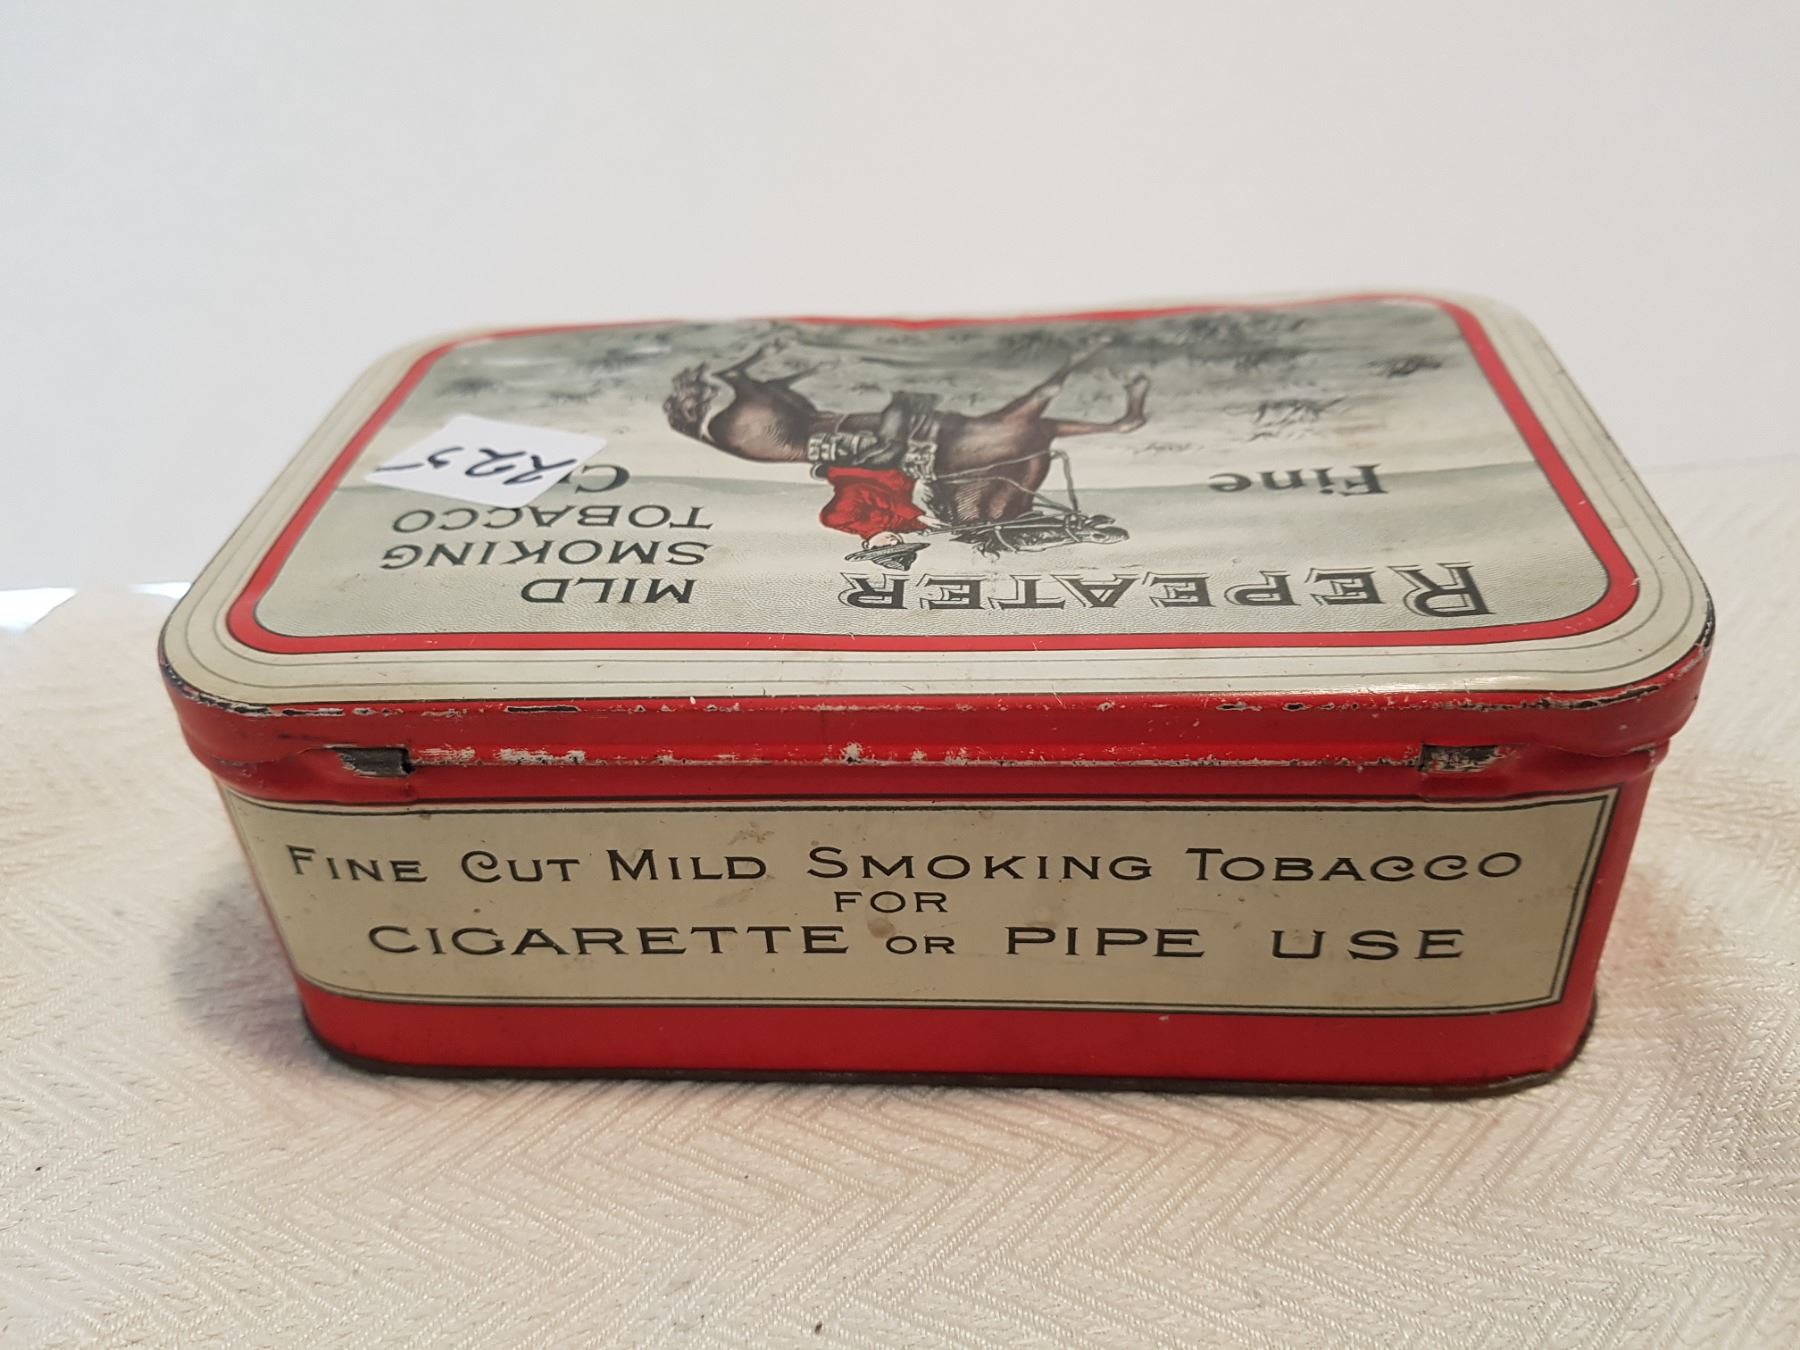 REPEATER
Fine
MILD
SMOKING
TOBACCO
FINE CUT MILD SMOKING TOBACCO
FOR
CIGARETTE OR PIPE USE